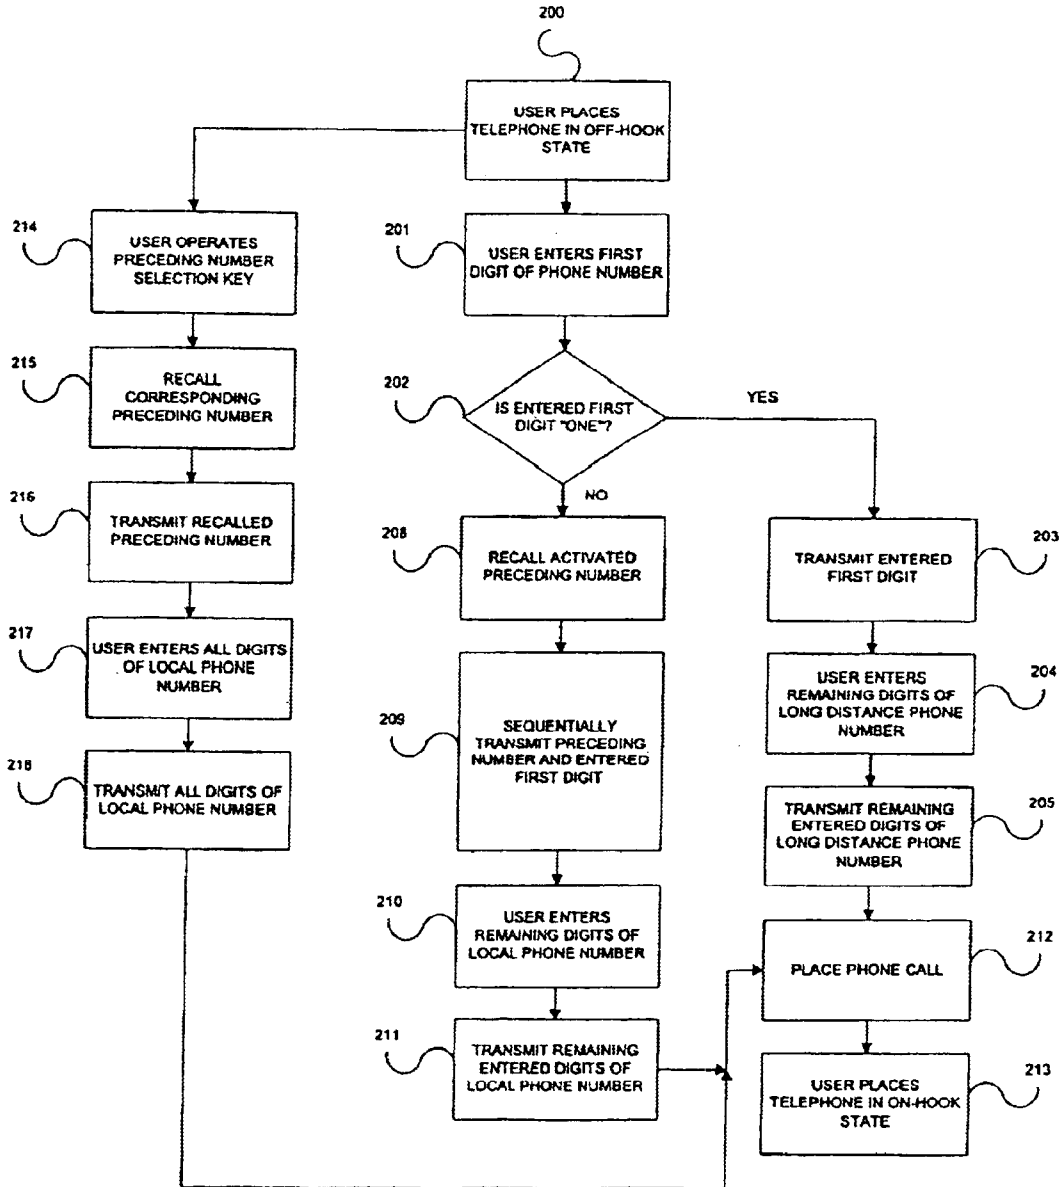 200
USER PLACES
TELEPHONE IN OFF-HOOK
STATE
214
USER OPERATES
PRECEDING NUMBER
SELECTION KEY
201
USER ENTERS FIRST
DIGIT OF PHONE NUMBER
215
RECALL
CORRESPONDING
PRECEDING NUMBER
202
IS ENTERED FIRST
DIGIT "ONE"?
YES
NO
216
TRANSMIT RECALLED
PRECEDING NUMBER
208
RECALL ACTIVATED
PRECEDING NUMBER
203
TRANSMIT ENTERED
FIRST DIGIT
217
USER ENTERS ALL DIGITS
OF LOCAL PHONE
NUMBER
209
SEQUENTIALLY
TRANSMIT PRECEDING
NUMBER AND ENTERED
FIRST DIGIT
204
USER ENTERS
REMAINING DIGITS OF
LONG DISTANCE PHONE
NUMBER
218
TRANSMIT ALL DIGITS OF
LOCAL PHONE NUMBER
205
TRANSMIT REMAINING
ENTERED DIGITS OF
LONG DISTANCE PHONE
NUMBER
210
USER ENTERS
REMAINING DIGITS OF
LOCAL PHONE NUMBER
212
PLACE PHONE CALL
211
TRANSMIT REMAINING
ENTERED DIGITS OF
LOCAL PHONE NUMBER
213
USER PLACES
TELEPHONE IN ON-HOOK
STATE